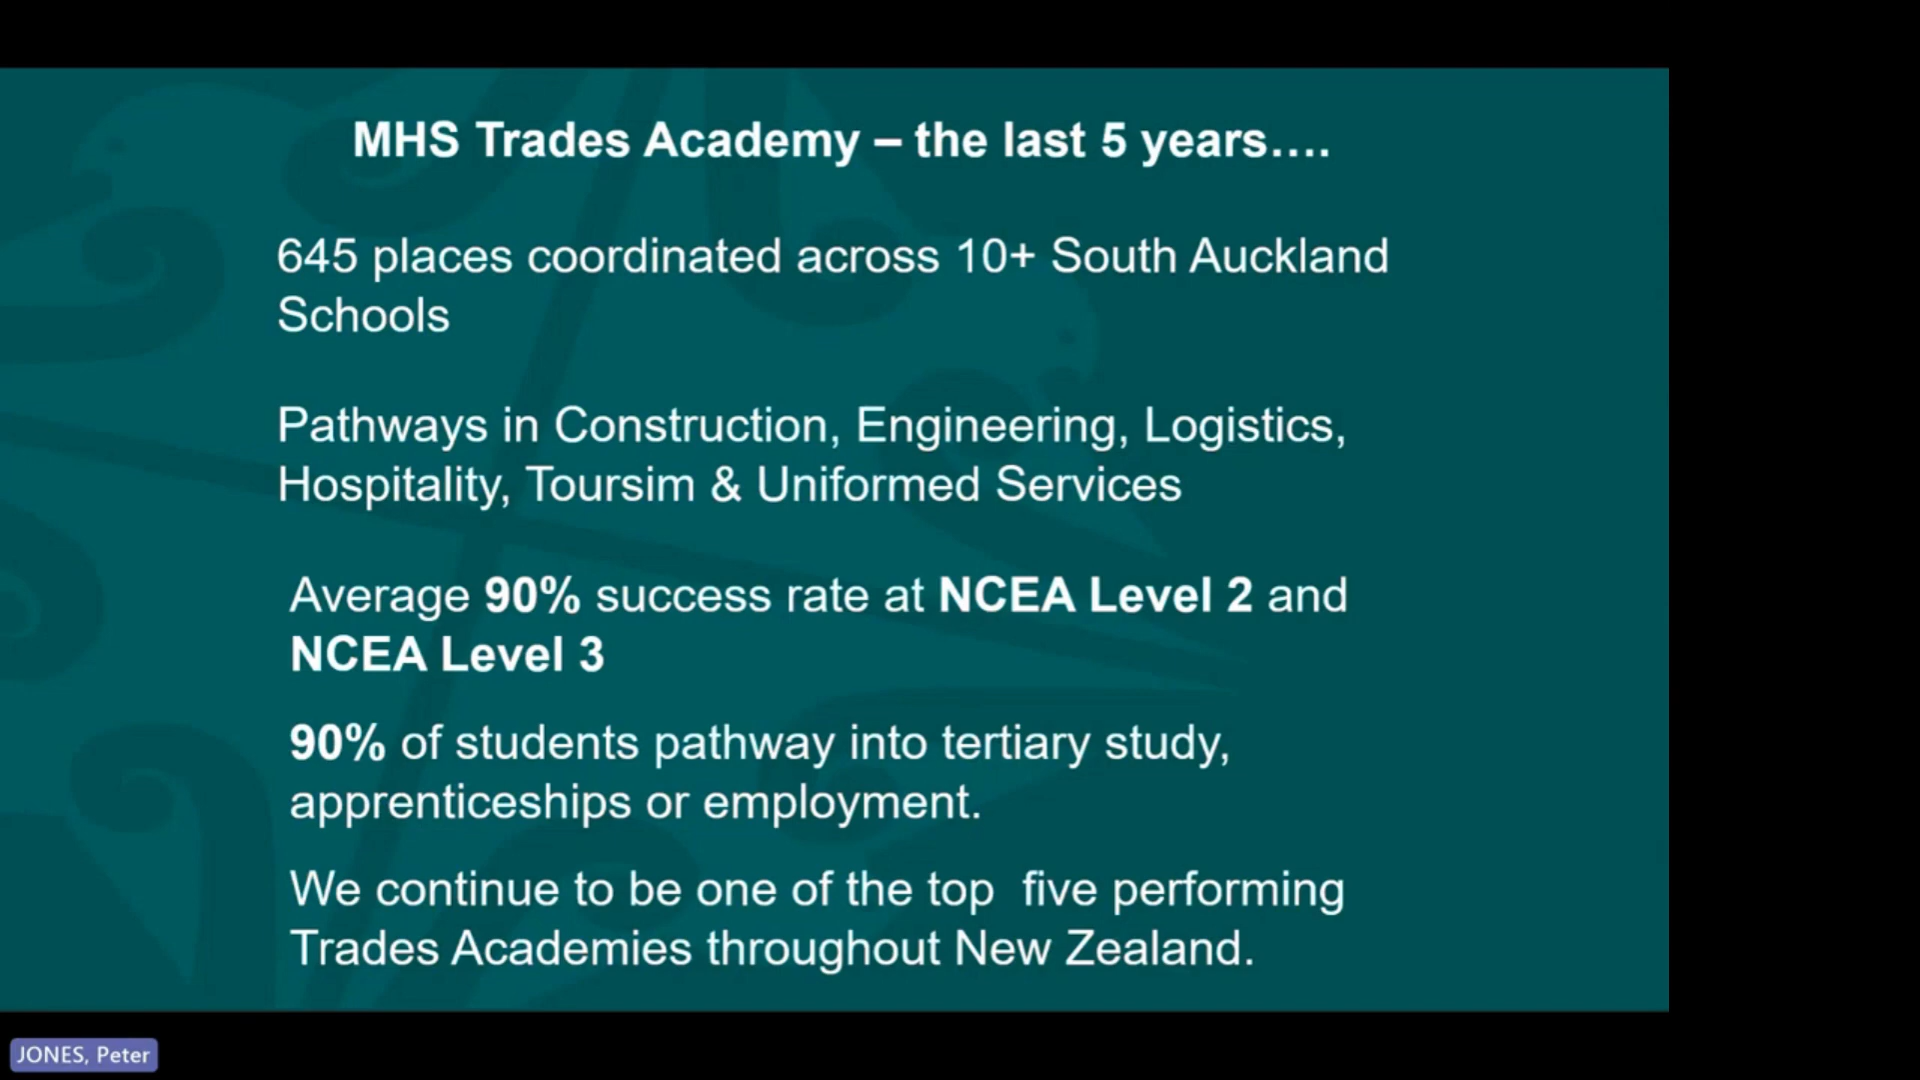 MHS Trades Academy – the last 5 years….
645 places coordinated across 10+ South Auckland
Schools
Pathways in Construction, Engineering, Logistics,
Hospitality, Toursim & Uniformed Services
Average 90% success rate at NCEA Level 2 and
NCEA Level 3
90% of students pathway into tertiary study,
apprenticeships or employment.
We continue to be one of the top  five performing
Trades Academies throughout New Zealand.
JONES, Peter